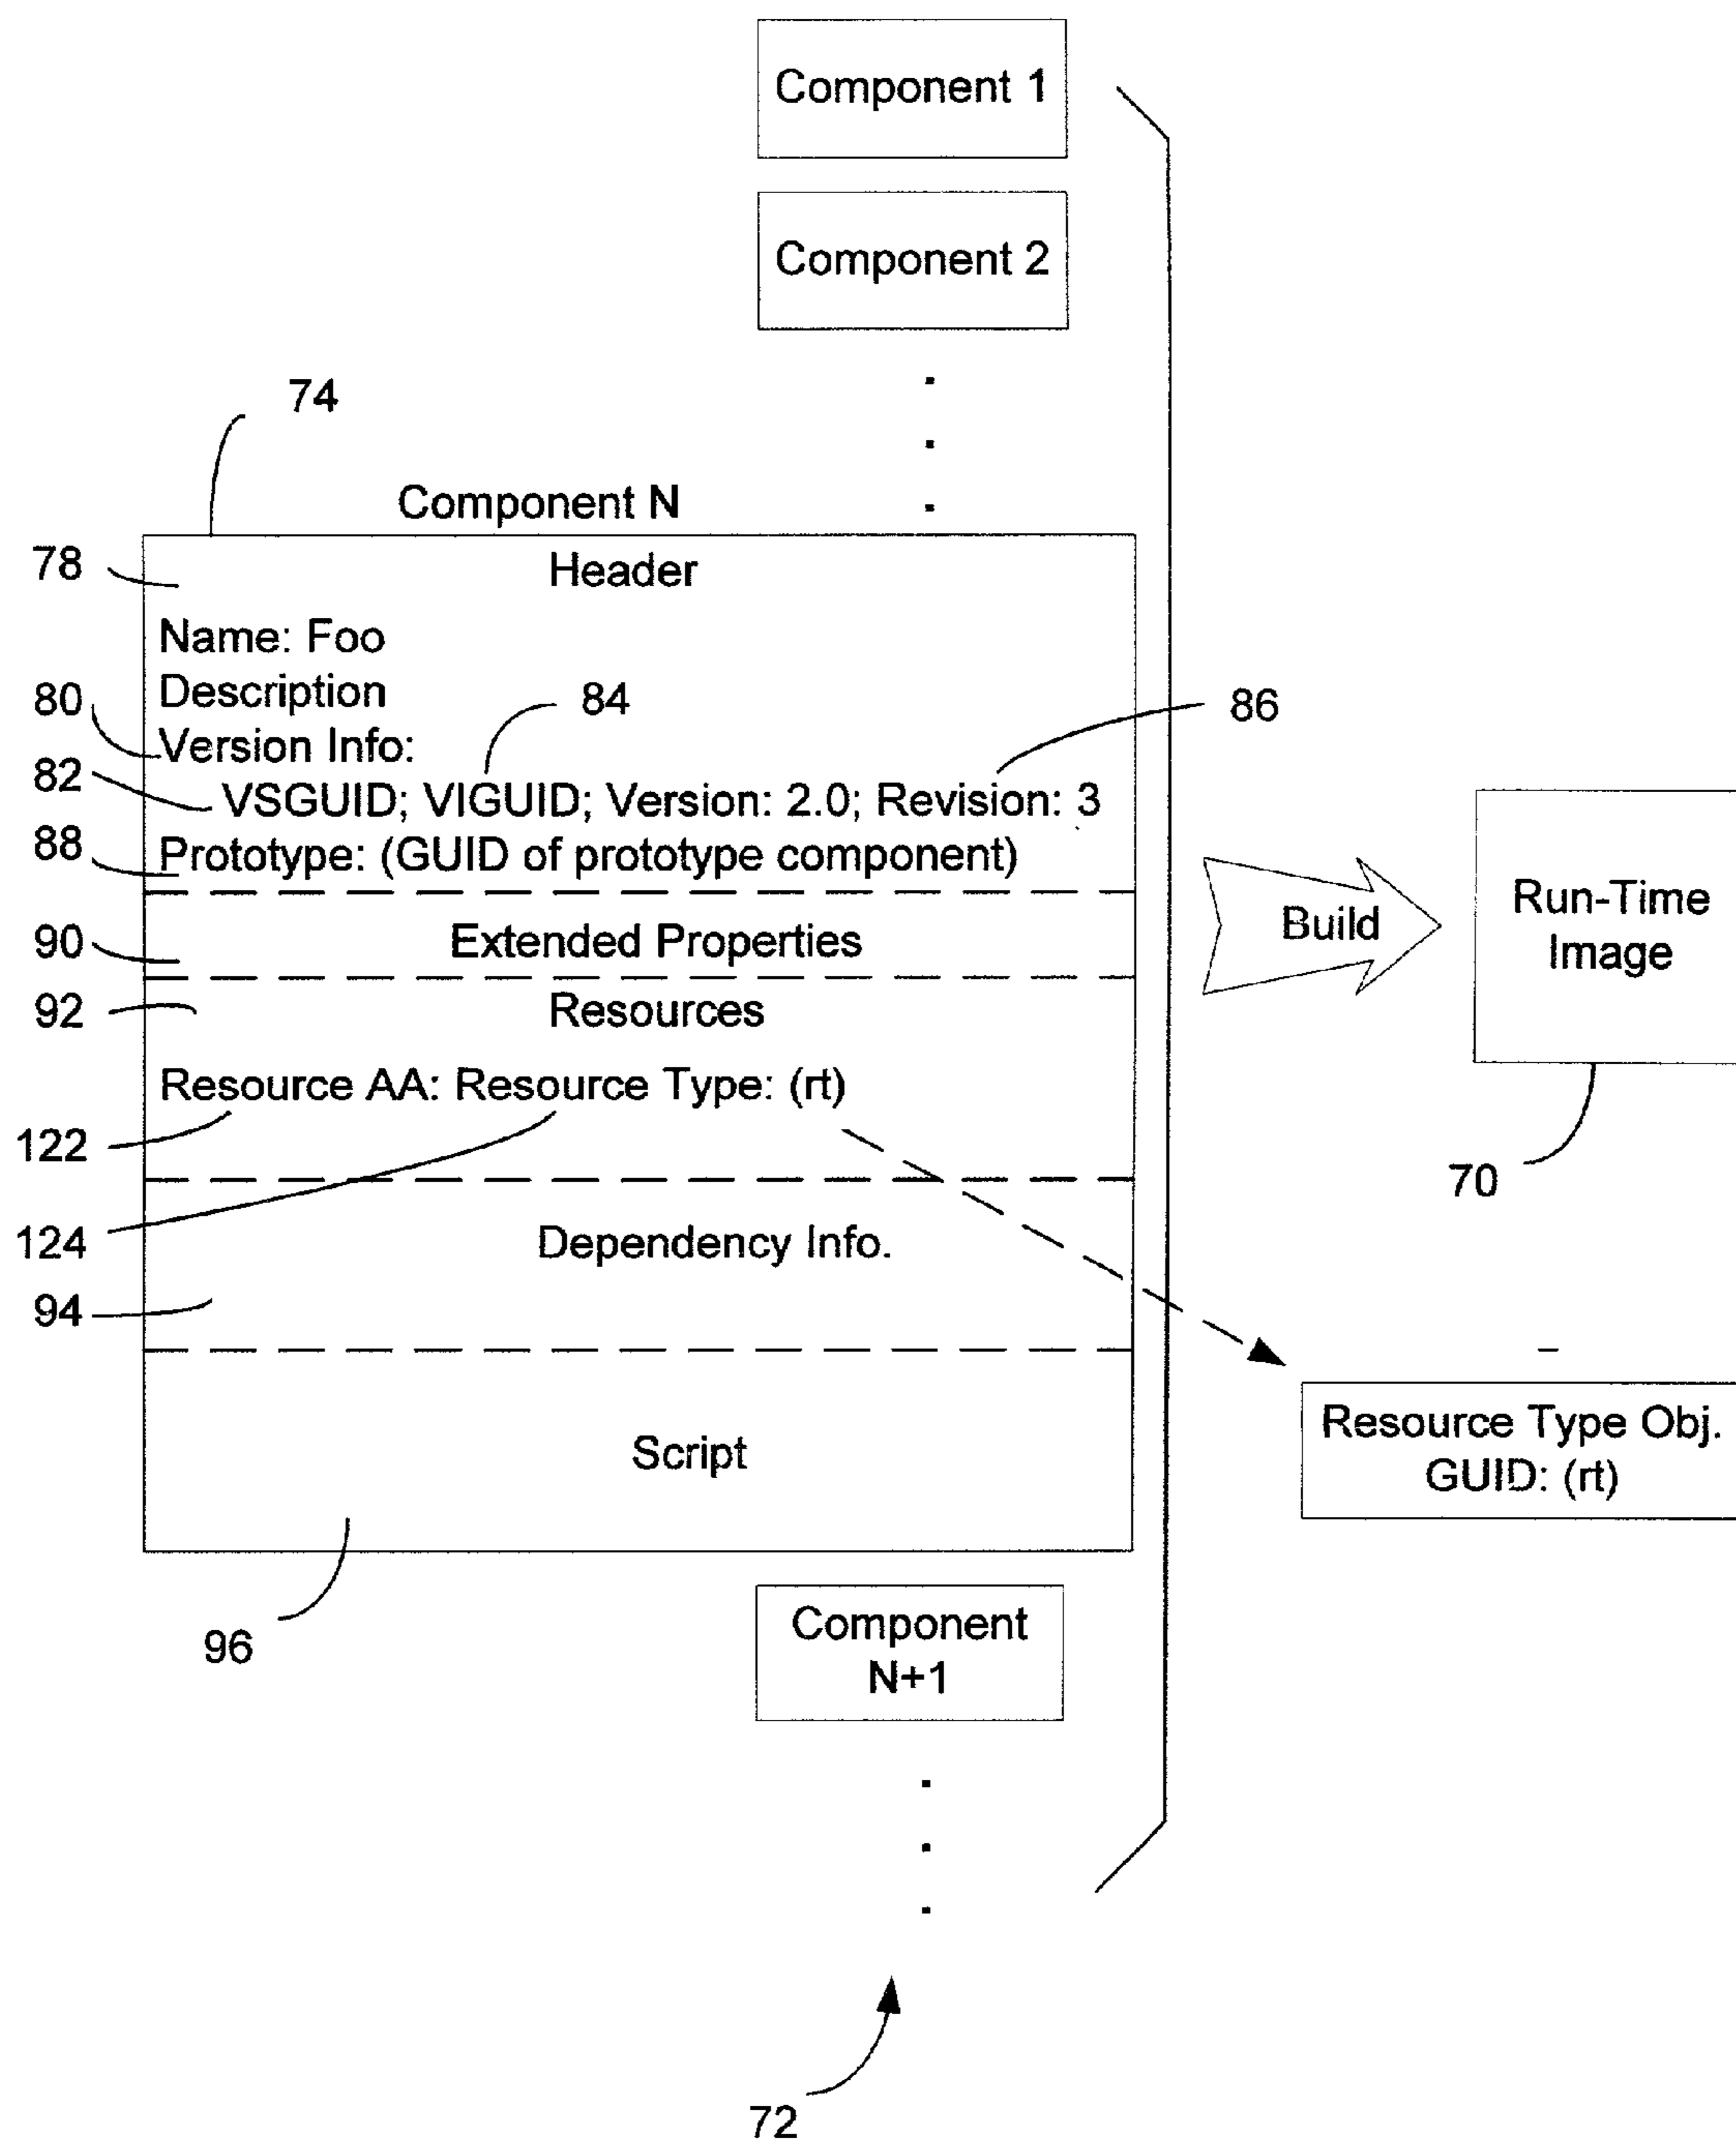 Component 1
Component 2
74
Component N
78
Header
Name: Foo
Description
80
84
86
Version Info:
82
VSGUID; VIGUID; Version: 2.0; Revision: 3
88
Prototype: (GUID of prototype component)
Build
Run-Time
Image
90
Extended Properties
92
Resources
Resource AA: Resource Type: (rt)
122
70
124
Dependency Info.
94
Resource Type Obj.
GUID: (rt)
Script
96
Component
N+1
72